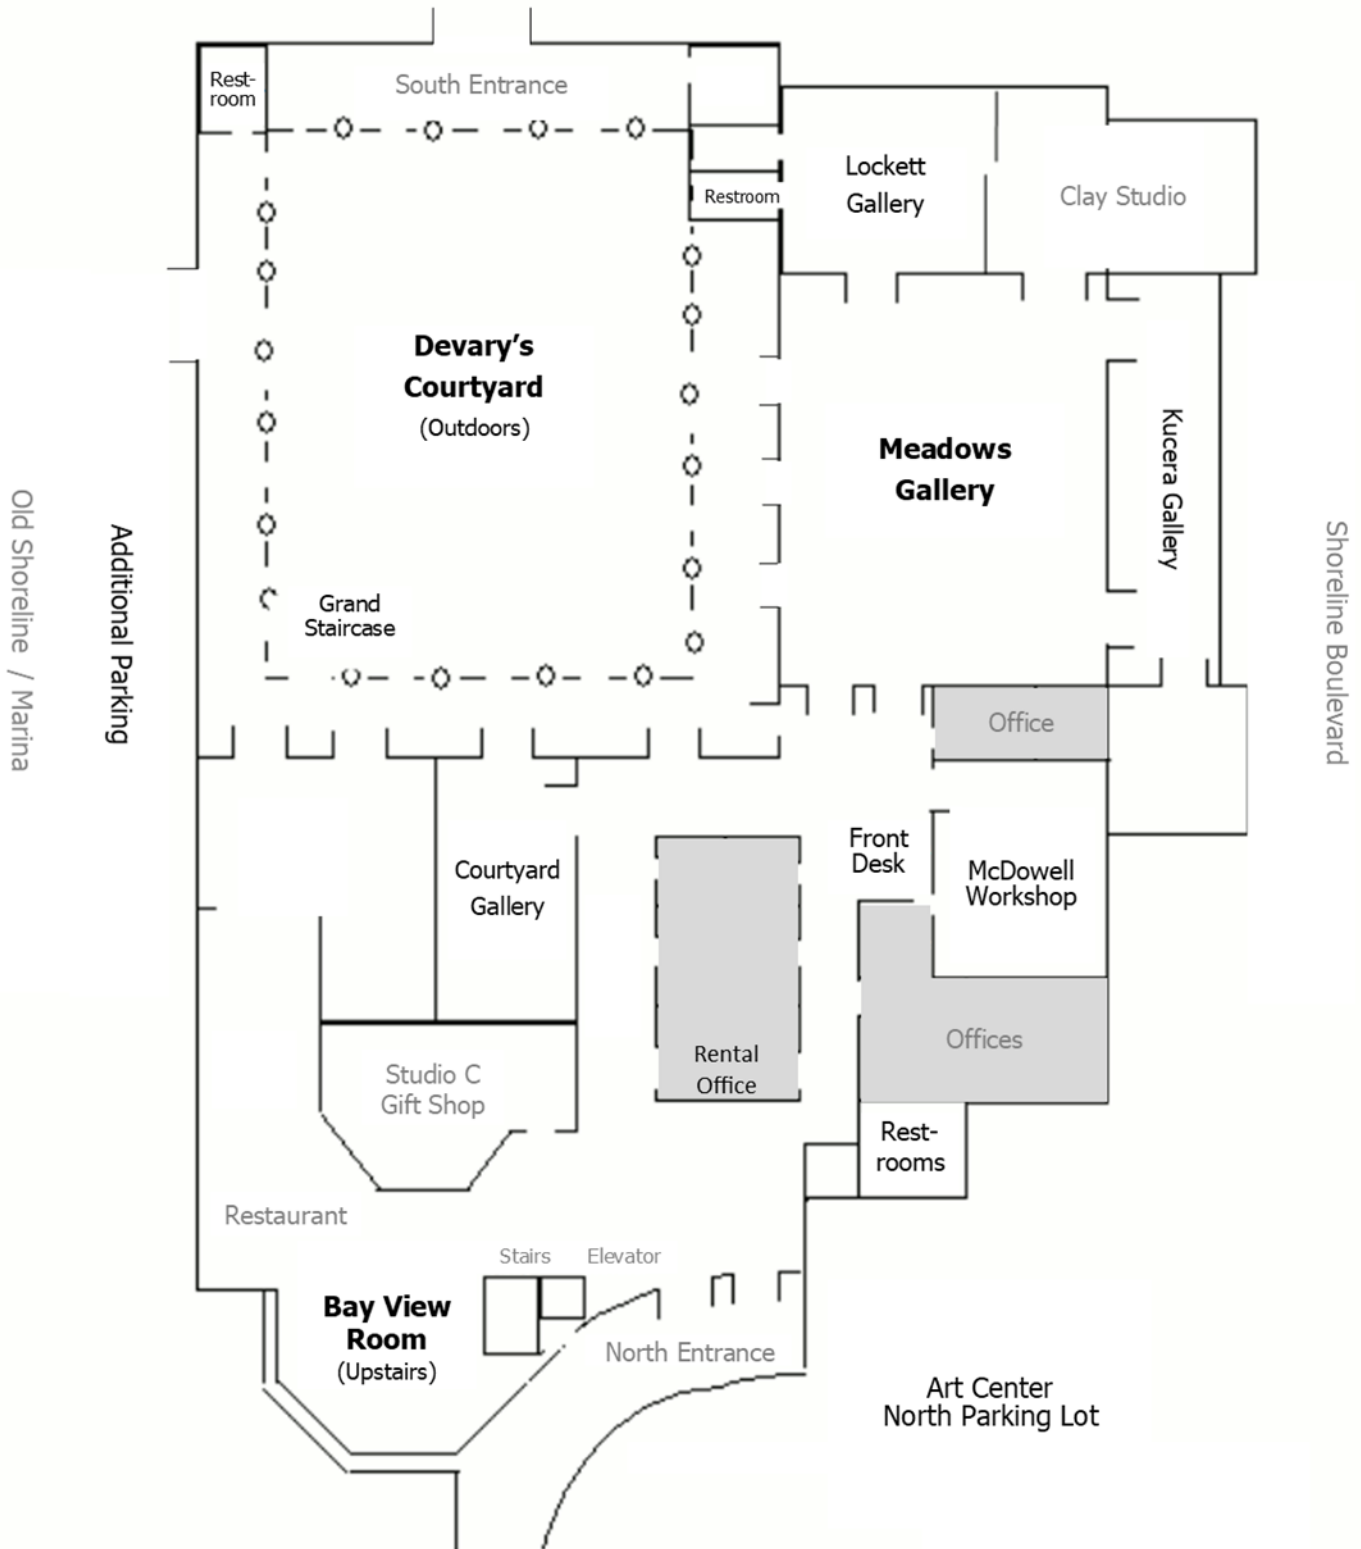 Rest-
room
South Entrance
Lockett
Gallery
Restroom
Clay Studio
Devary’s
Courtyard
(Outdoors)
Meadows
Gallery
Kucera Gallery
Old Shoreline / Marina
Additional Parking
Shoreline Boulevard
Grand
Staircase
Office
Front
Desk
McDowell
Workshop
Courtyard
Gallery
Rental
Office
Offices
Studio C
Gift Shop
Rest-
rooms
Restaurant
Stairs
Elevator
Bay View
Room
(Upstairs)
North Entrance
Art Center
North Parking Lot